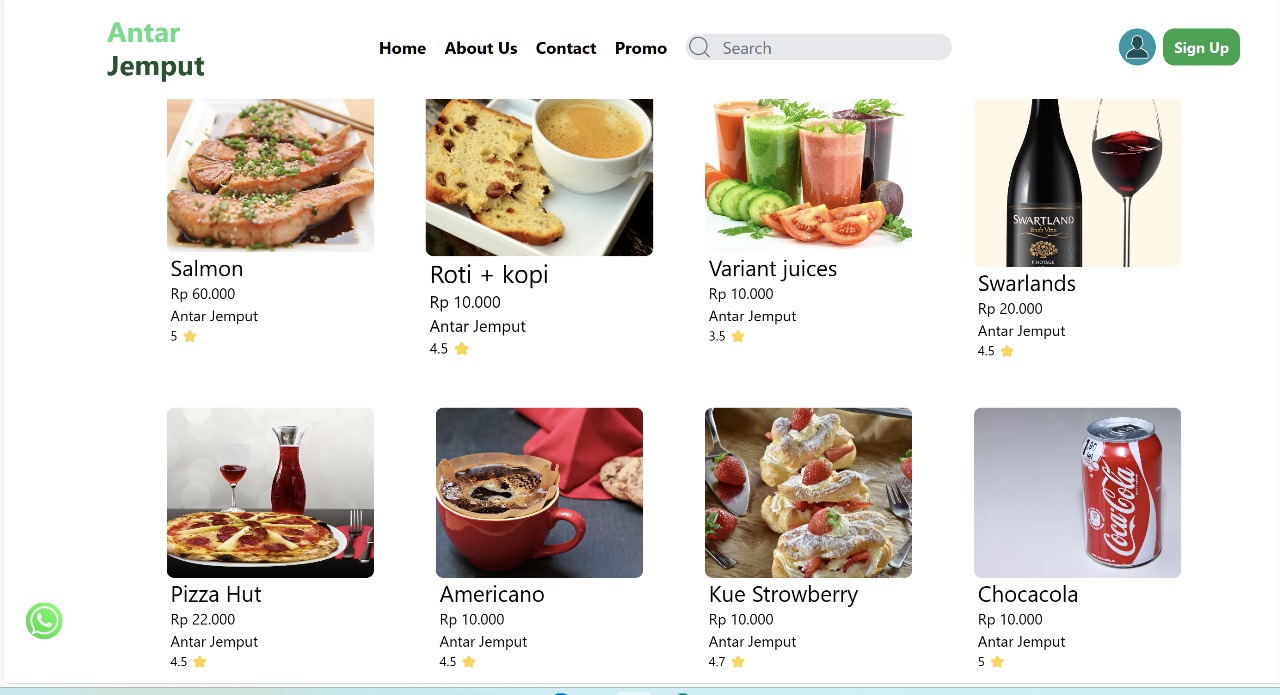 Antar
Jemput
Home About Us Contact Promo Search Sign Up
SWARTLAND
Bush Vine
PINOTAGE
Salmon
Rp 60.000
Antar Jemput
5
Roti + kopi
Rp 10.000
Antar Jemput
4.5
Variant juices
Rp 10.000
Antar Jemput
3.5
Swarlands
Rp 20.000
Antar Jemput
4.5
Coca-Cola
Pizza Hut
Rp 22.000
Antar Jemput
4.5
Americano
Rp 10.000
Antar Jemput
4.5
Kue Strowberry
Rp 10.000
Antar Jemput
4.7
Chocacola
Rp 10.000
Antar Jemput
5